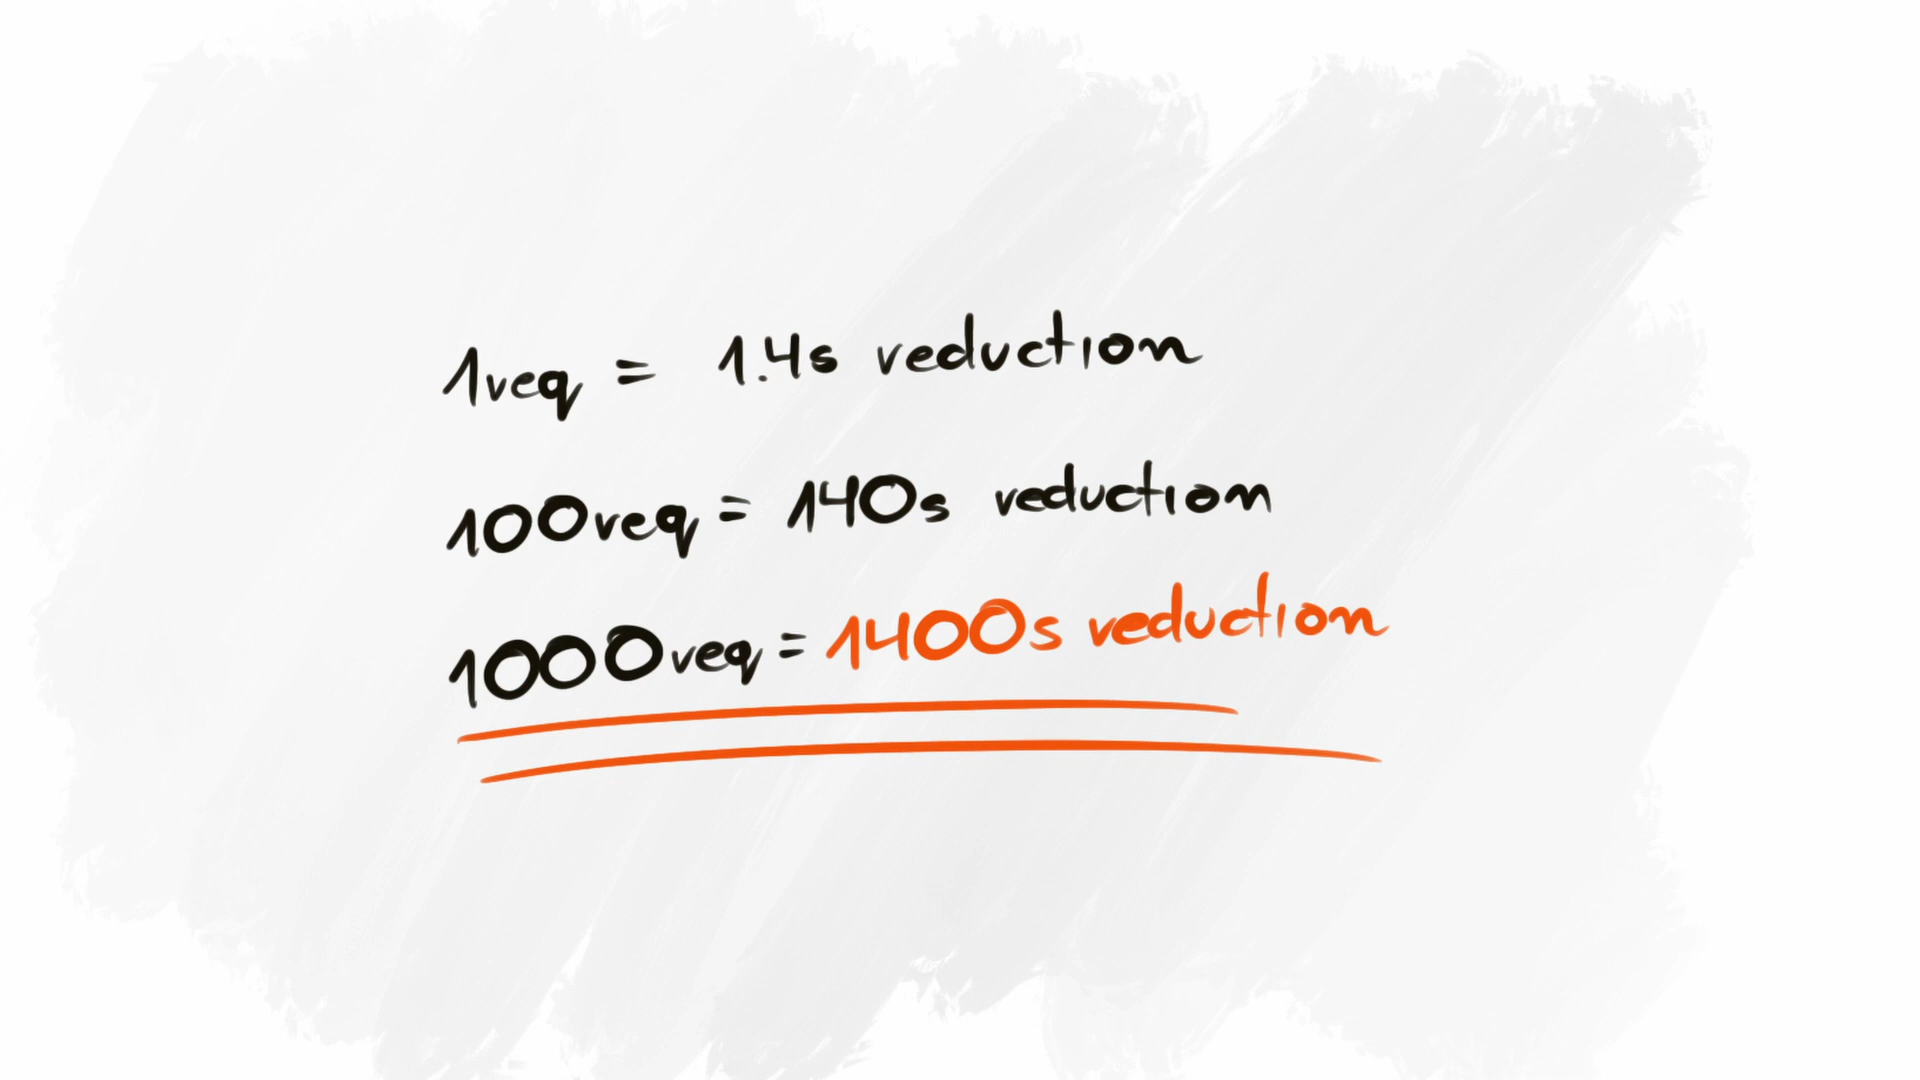 1req = 1.4s reduction
100req = 140s reduction
1000req = 1400s reduction